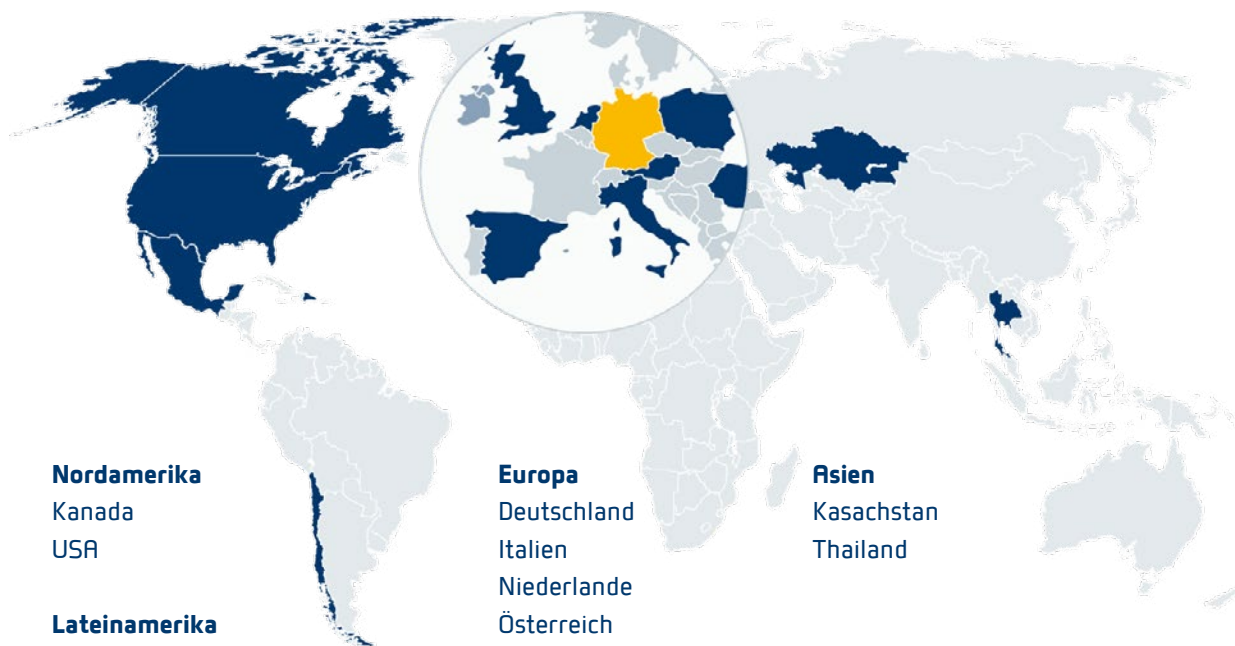 Nordamerika
Kanada
USA
Lateinamerika
Europa
Deutschland
Italien
Niederlande
Österreich
Asien
Kasachstan
Thailand